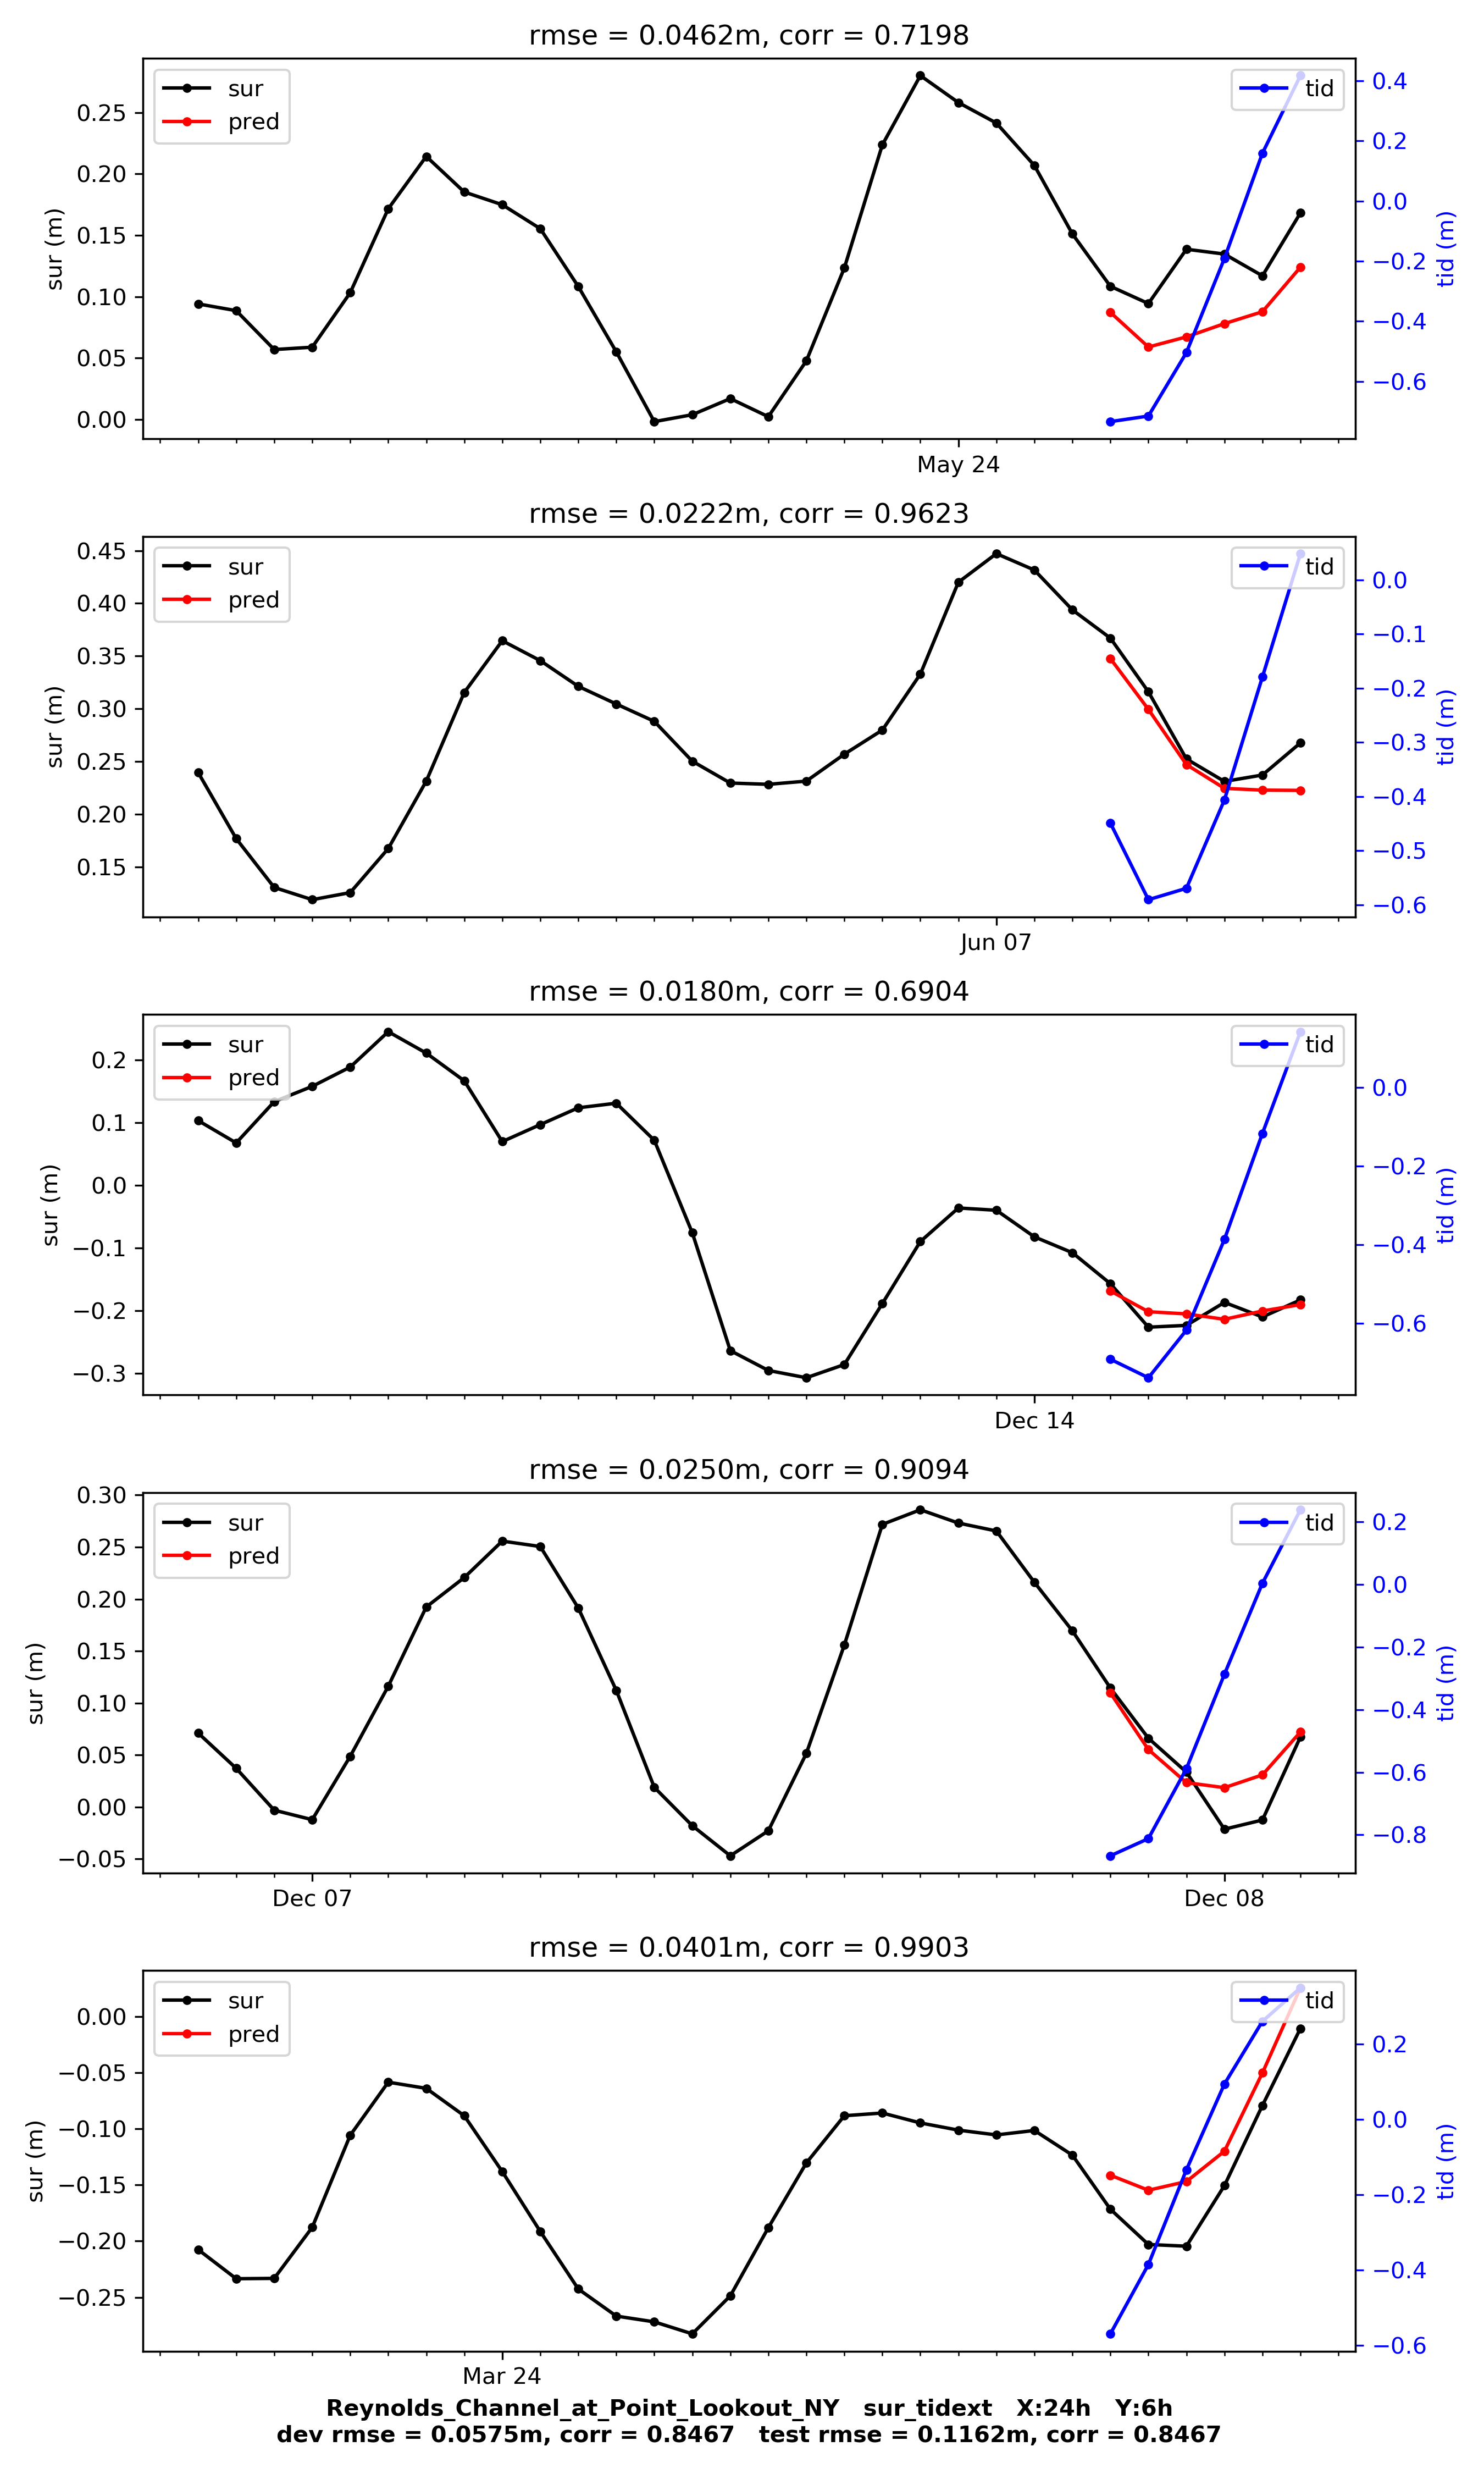 rmse = 0.0462m, corr = 0.7198
sur
pred
tid
0.25
0.20
0.15
0.10
0.05
0.00
sur (m)
0.4
0.2
0.0
−0.2
−0.4
−0.6
tid (m)
May 24
rmse = 0.0222m, corr = 0.9623
sur
pred
tid
0.45
0.40
0.35
0.30
0.25
0.20
0.15
sur (m)
0.0
−0.1
−0.2
−0.3
−0.4
−0.5
−0.6
tid (m)
Jun 07
rmse = 0.0180m, corr = 0.6904
sur
pred
tid
0.2
0.1
0.0
−0.1
−0.2
−0.3
sur (m)
0.0
−0.2
−0.4
−0.6
tid (m)
Dec 14
rmse = 0.0250m, corr = 0.9094
sur
pred
tid
0.30
0.25
0.20
0.15
0.10
0.05
0.00
−0.05
sur (m)
0.2
0.0
−0.2
−0.4
−0.6
−0.8
tid (m)
Dec 07
Dec 08
rmse = 0.0401m, corr = 0.9903
sur
pred
tid
0.00
−0.05
−0.10
−0.15
−0.20
−0.25
sur (m)
0.2
0.0
−0.2
−0.4
−0.6
tid (m)
Mar 24
Reynolds_Channel_at_Point_Lookout_NY sur_tidext X:24h Y:6h
dev rmse = 0.0575m, corr = 0.8467 test rmse = 0.1162m, corr = 0.8467